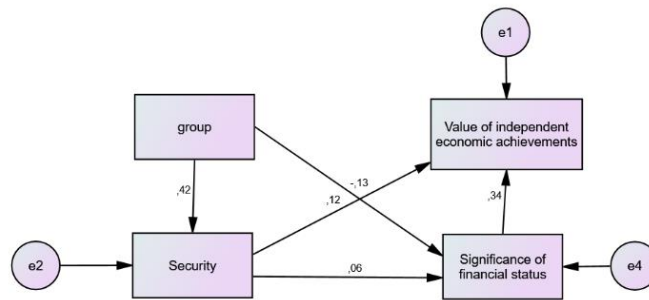 e1
group
Value of independent
economic achievements
-,13
,42
,12
,34
e2
Security
,06
Significance of
financial status
e4